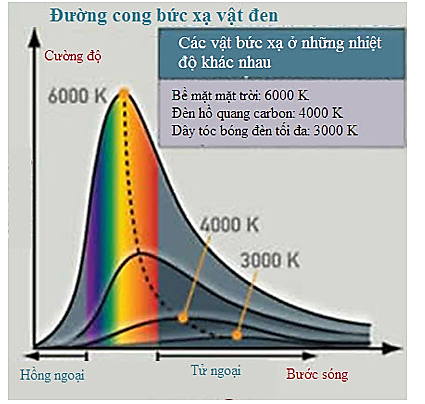 Đường cong bức xạ vật đen
Cường độ
Các vật bức xạ ở những nhiệt
độ khác nhau
6000 K
Bề mặt mặt trời: 6000 K
Đèn hồ quang carbon: 4000 K
Dây tóc bóng đèn tối đa: 3000 K
4000 K
3000 K
Hồng ngoại
Tử ngoại
Bước sóng